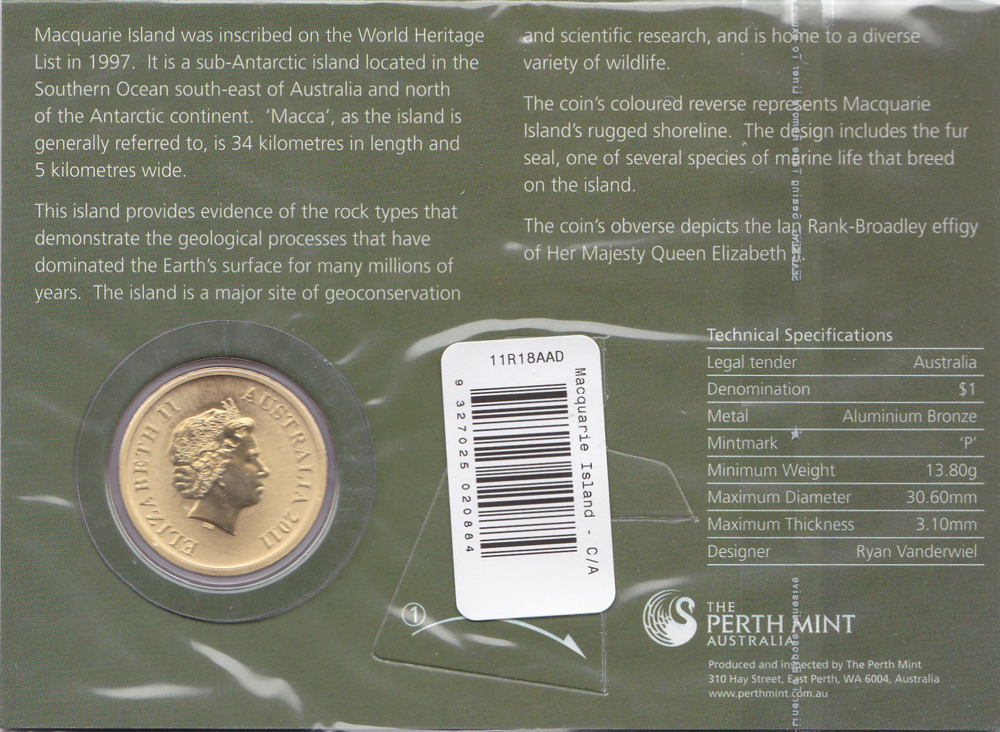 Macquarie Island was inscribed on the World Heritage
List in 1997. It is a sub-Antarctic island located in the
Southern Ocean south-east of Australia and north
of the Antarctic continent. ‘Macca’, as the island is
generally referred to, is 34 kilometres in length and
5 kilometres wide.
This island provides evidence of the rock types that
demonstrate the geological processes that have
dominated the Earth’s surface for many millions of
years. The island is a major site of geoconservation
and scientific research, and is home to a diverse
variety of wildlife.
The coin’s coloured reverse represents Macquarie
Island’s rugged shoreline. The design includes the fur
seal, one of several species of marine life that breed
on the island.
The coin’s obverse depicts the Ian Rank-Broadley effigy
of Her Majesty Queen Elizabeth II.
ELIZABETH II AUSTRALIA 2011
11R18AAD
Macquarie Island - C/A
9 327025 020884
1
Technical Specifications
Legal tender Australia
Denomination $1
Metal Aluminium Bronze
Mintmark ‘P’
Minimum Weight 13.80g
Maximum Diameter 30.60mm
Maximum Thickness 3.10mm
Designer Ryan Vanderwiel
THE
PERTH MINT
AUSTRALIA
Produced and inspected by The Perth Mint
310 Hay Street, East Perth, WA 6004, Australia
www.perthmint.com.au